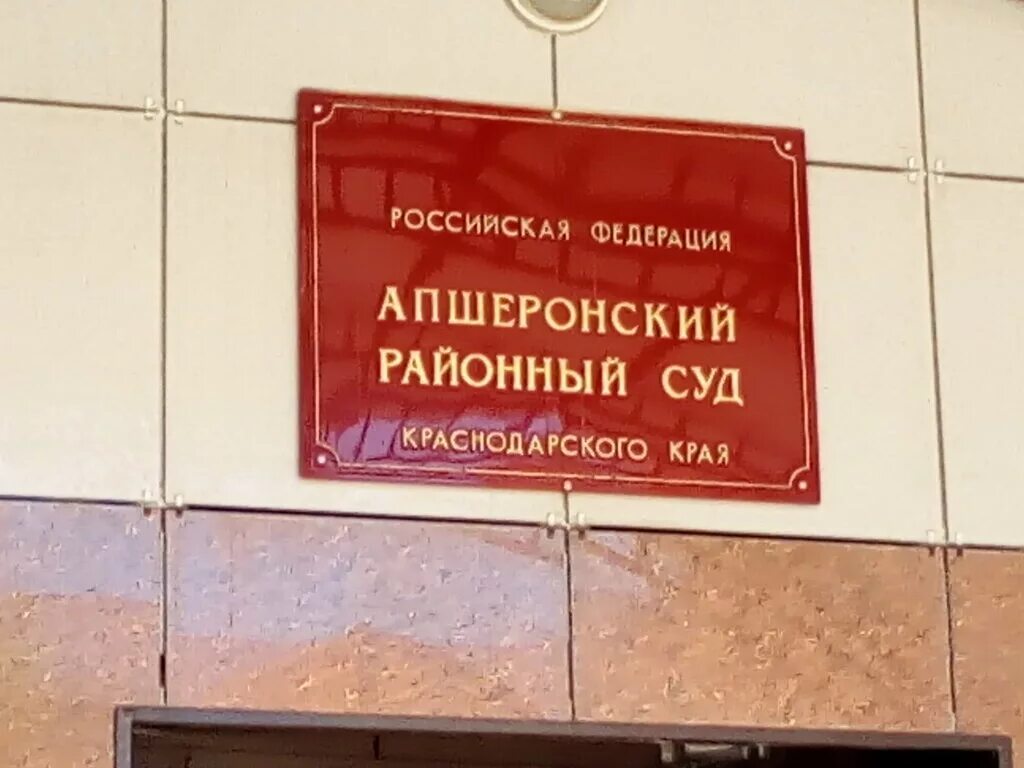 РОССИЙСКАЯ ФЕДЕРАЦИЯ
АПШЕРОНСКИЙ
РАЙОННЫЙ СУД
КРАСНОДАРСКОГО КРАЯ